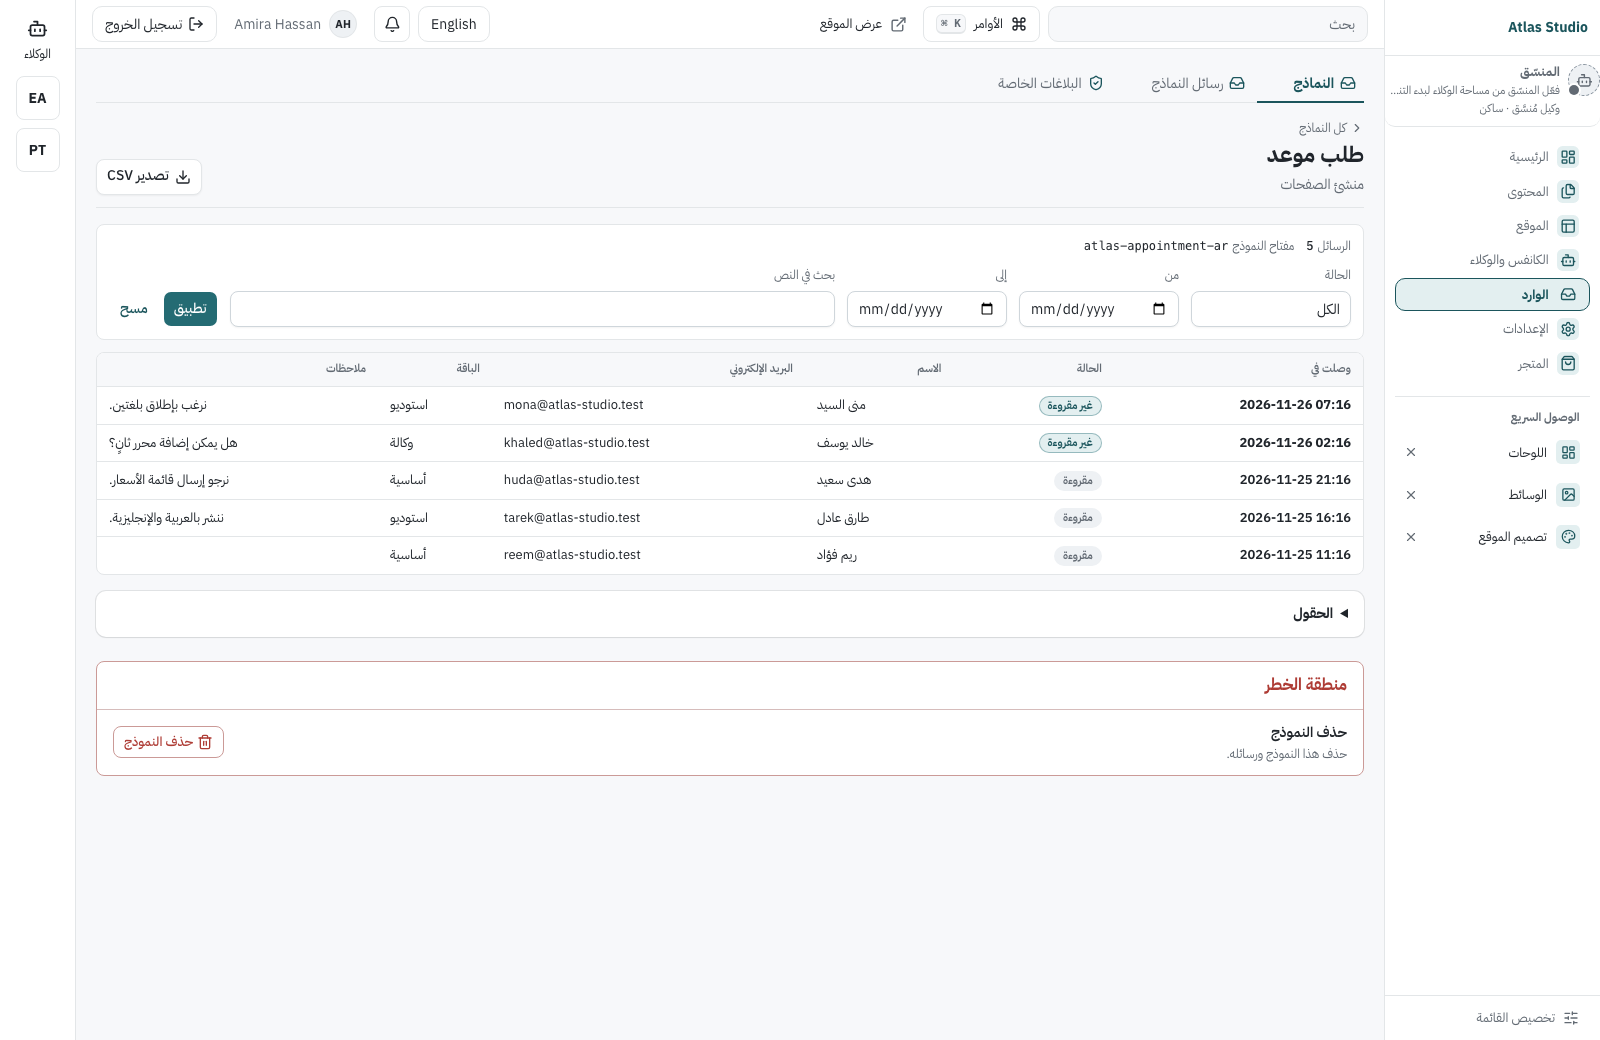 Atlas Studio
المنسّق
فعّل المنسّق من مساحة الوكلاء لبدء التنـ...
وكيل مُنسَّق · ساكن
الرئيسية
المحتوى
الموقع
الكانفس والوكلاء
الوارد
الإعدادات
المتجر
الوصول السريع
اللوحات
الوسائط
تصميم الموقع
تخصيص القائمة
بحث
الأوامر ⌘ K
عرض الموقع
English
AH Amira Hassan
تسجيل الخروج
النماذج
رسائل النماذج
البلاغات الخاصة
كل النماذج
طلب موعد
منشئ الصفحات
تصدير CSV
الرسائل 5 مفتاح النموذج atlas-appointment-ar
الحالة من إلى بحث في النص
الكل mm/dd/yyyy mm/dd/yyyy تطبيق مسح
وصلت في الحالة الاسم البريد الإلكتروني الباقة ملاحظات
2026-11-26 07:16 غير مقروءة منى السيد mona@atlas-studio.test استوديو نرغب بإطلاق بلغتين.
2026-11-26 02:16 غير مقروءة خالد يوسف khaled@atlas-studio.test وكالة هل يمكن إضافة محرر ثانٍ؟
2026-11-25 21:16 مقروءة هدى سعيد huda@atlas-studio.test أساسية نرجو إرسال قائمة الأسعار.
2026-11-25 16:16 مقروءة طارق عادل tarek@atlas-studio.test استوديو ننشر بالعربية والإنجليزية.
2026-11-25 11:16 مقروءة ريم فؤاد reem@atlas-studio.test أساسية
الحقول
منطقة الخطر
حذف النموذج
حذف هذا النموذج ورسائله.
حذف النموذج
الوكلاء
EA
PT